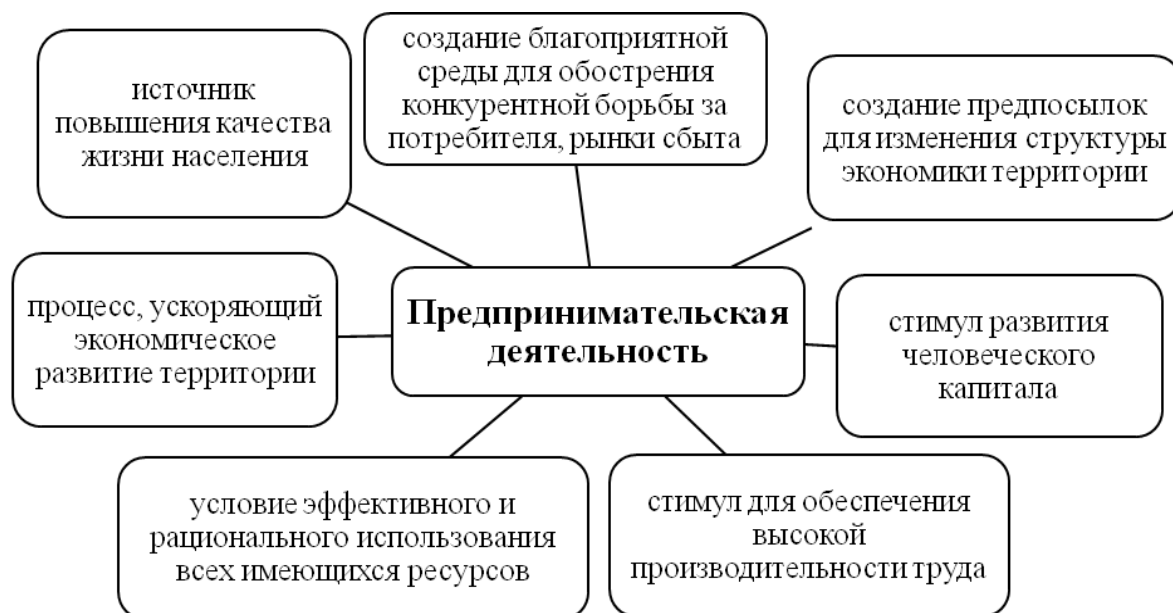 источник
повышения качества
жизни населения
создание благоприятной
среды для обострения
конкурентной борьбы за
потребителя, рынки сбыта
создание предпосылок
для изменения структуры
экономики территории
процесс, ускоряющий
экономическое
развитие территории
Предпринимательская
деятельность
стимул развития
человеческого
капитала
условие эффективного и
рационального использования
всех имеющихся ресурсов
стимул для обеспечения
высокой
производительности труда